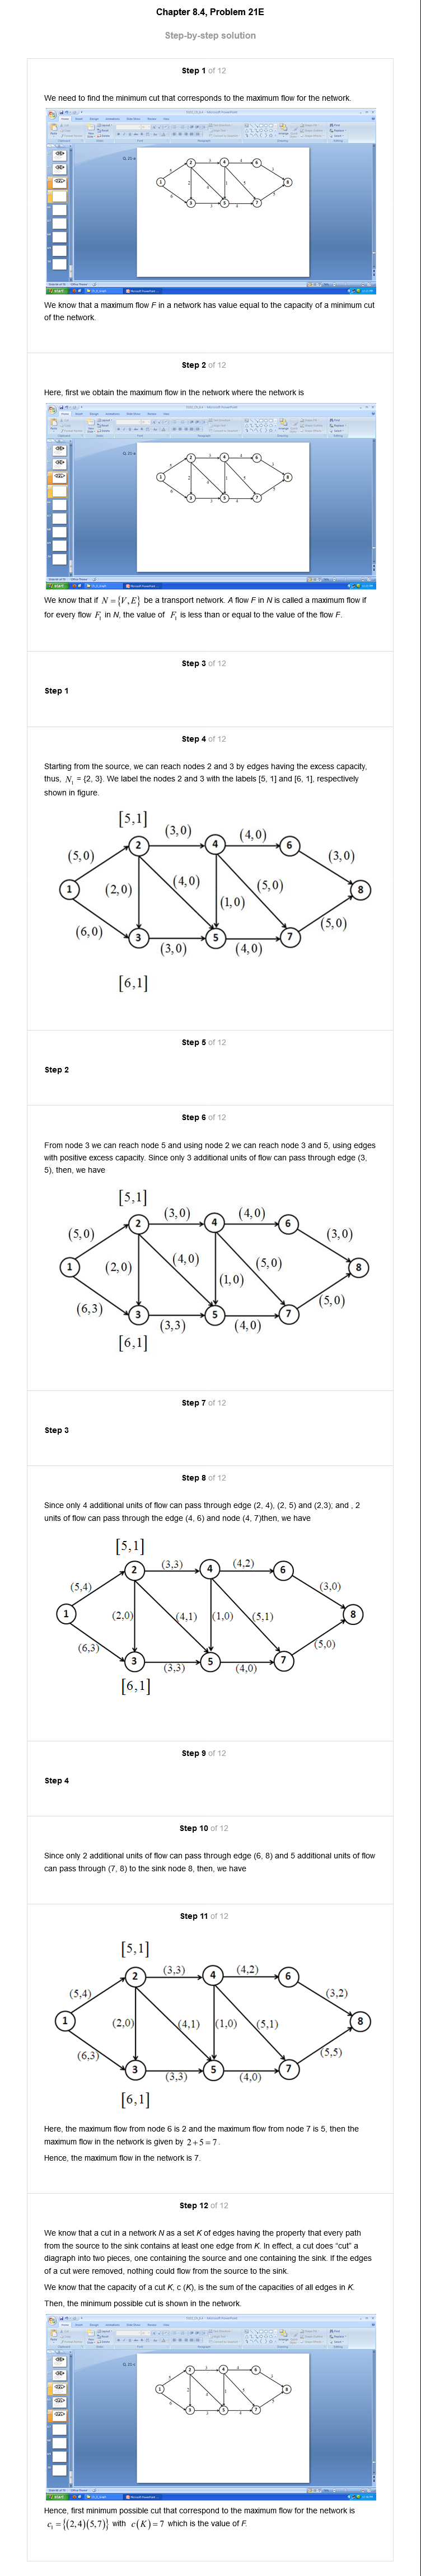 Chapter 8.4, Problem 21E
Step-by-step solution
Step 1 of 12
We need to find the minimum cut that corresponds to the maximum flow for the network.
We know that a maximum flow F in a network has value equal to the capacity of a minimum cut
of the network.
Step 2 of 12
Here, first we obtain the maximum flow in the network where the network is
We know that if N = {V, E} be a transport network. A flow F in N is called a maximum flow if
for every flow F₁ in N, the value of F₁ is less than or equal to the value of the flow F.
Step 3 of 12
Step 1
Step 4 of 12
Starting from the source, we can reach nodes 2 and 3 by edges having the excess capacity,
thus, N₁ = {2, 3}. We label the nodes 2 and 3 with the labels [5, 1] and [6, 1], respectively
shown in figure.
[5,1]
(3,0) (4,0)
2 4 6
(5,0) (3,0)
(4,0) (5,0)
1 (2,0) 8
(1,0)
(6,0) (5,0)
3 5 7
(3,0) (4,0)
[6,1]
Step 5 of 12
Step 2
Step 6 of 12
From node 3 we can reach node 5 and using node 2 we can reach node 3 and 5, using edges
with positive excess capacity. Since only 3 additional units of flow can pass through edge (3,
5), then, we have
[5,1]
(3,0) (4,0)
2 4 6
(5,0) (3,0)
(4,0) (5,0)
1 (2,0) 8
(1,0)
(6,3) (5,0)
3 5 7
(3,3) (4,0)
[6,1]
Step 7 of 12
Step 3
Step 8 of 12
Since only 4 additional units of flow can pass through edge (2, 4), (2, 5) and (2,3); and , 2
units of flow can pass through the edge (4, 6) and node (4, 7)then, we have
[5,1]
(3,3) (4,2)
2 4 6
(5,4) (3,0)
1 (2,0) (4,1) (1,0) (5,1) 8
(6,3) (5,0)
3 5 7
(3,3) (4,0)
[6,1]
Step 9 of 12
Step 4
Step 10 of 12
Since only 2 additional units of flow can pass through edge (6, 8) and 5 additional units of flow
can pass through (7, 8) to the sink node 8, then, we have
Step 11 of 12
[5,1]
(3,3) (4,2)
2 4 6
(5,4) (3,2)
1 (2,0) (4,1) (1,0) (5,1) 8
(6,3) (5,5)
3 5 7
(3,3) (4,0)
[6,1]
Here, the maximum flow from node 6 is 2 and the maximum flow from node 7 is 5, then the
maximum flow in the network is given by 2+5=7.
Hence, the maximum flow in the network is 7.
Step 12 of 12
We know that a cut in a network N as a set K of edges having the property that every path
from the source to the sink contains at least one edge from K. In effect, a cut does "cut" a
diagraph into two pieces, one containing the source and one containing the sink. If the edges
of a cut were removed, nothing could flow from the source to the sink.
We know that the capacity of a cut K, c (K), is the sum of the capacities of all edges in K.
Then, the minimum possible cut is shown in the network.
Hence, first minimum possible cut that correspond to the maximum flow for the network is
c₁ = {(2,4)(5,7)} with c(K) = 7 which is the value of F.